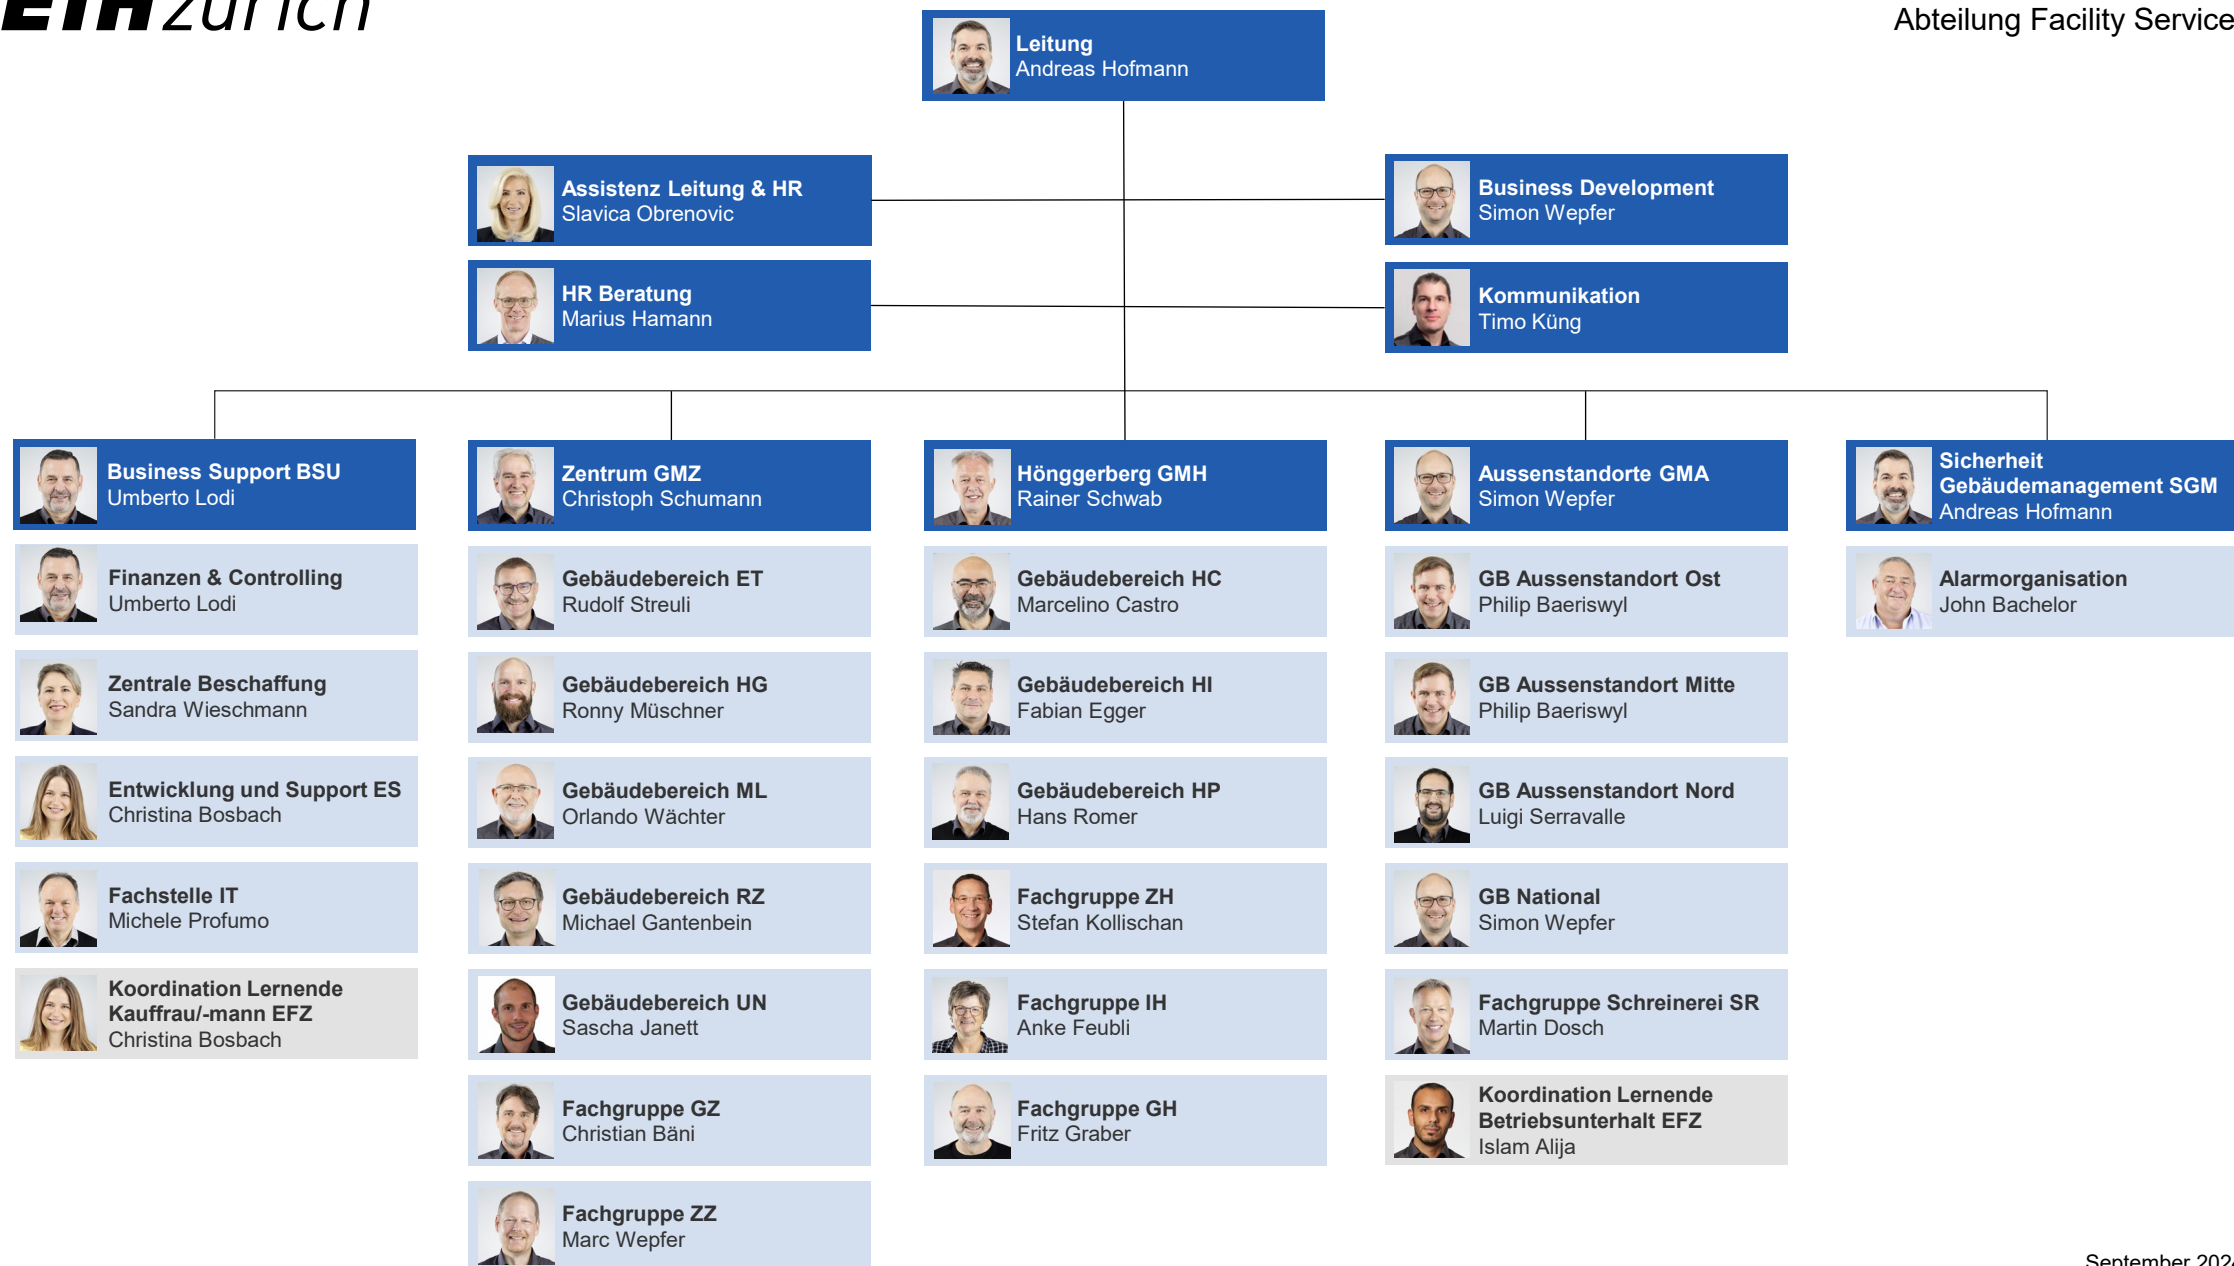 ETH zürich
Abteilung Facility Service
Leitung
Andreas Hofmann
Assistenz Leitung & HR
Slavica Obrenovic
Business Development
Simon Wepfer
HR Beratung
Marius Hamann
Kommunikation
Timo Küng
Business Support BSU
Umberto Lodi
Finanzen & Controlling
Umberto Lodi
Zentrale Beschaffung
Sandra Wieschmann
Entwicklung und Support ES
Christina Bosbach
Fachstelle IT
Michele Profumo
Koordination Lernende
Kauffrau/-mann EFZ
Christina Bosbach
Zentrum GMZ
Christoph Schumann
Gebäudebereich ET
Rudolf Streuli
Gebäudebereich HG
Ronny Müschner
Gebäudebereich ML
Orlando Wächter
Gebäudebereich RZ
Michael Gantenbein
Gebäudebereich UN
Sascha Janett
Fachgruppe GZ
Christian Bäni
Fachgruppe ZZ
Marc Wepfer
Hönggerberg GMH
Rainer Schwab
Gebäudebereich HC
Marcelino Castro
Gebäudebereich HI
Fabian Egger
Gebäudebereich HP
Hans Romer
Fachgruppe ZH
Stefan Kollischan
Fachgruppe IH
Anke Feubli
Fachgruppe GH
Fritz Graber
Aussenstandorte GMA
Simon Wepfer
GB Aussenstandort Ost
Philip Baeriswyl
GB Aussenstandort Mitte
Philip Baeriswyl
GB Aussenstandort Nord
Luigi Serravalle
GB National
Simon Wepfer
Fachgruppe Schreinerei SR
Martin Dosch
Koordination Lernende
Betriebsunterhalt EFZ
Islam Alija
Sicherheit
Gebäudemanagement SGM
Andreas Hofmann
Alarmorganisation
John Bachelor
September 2024